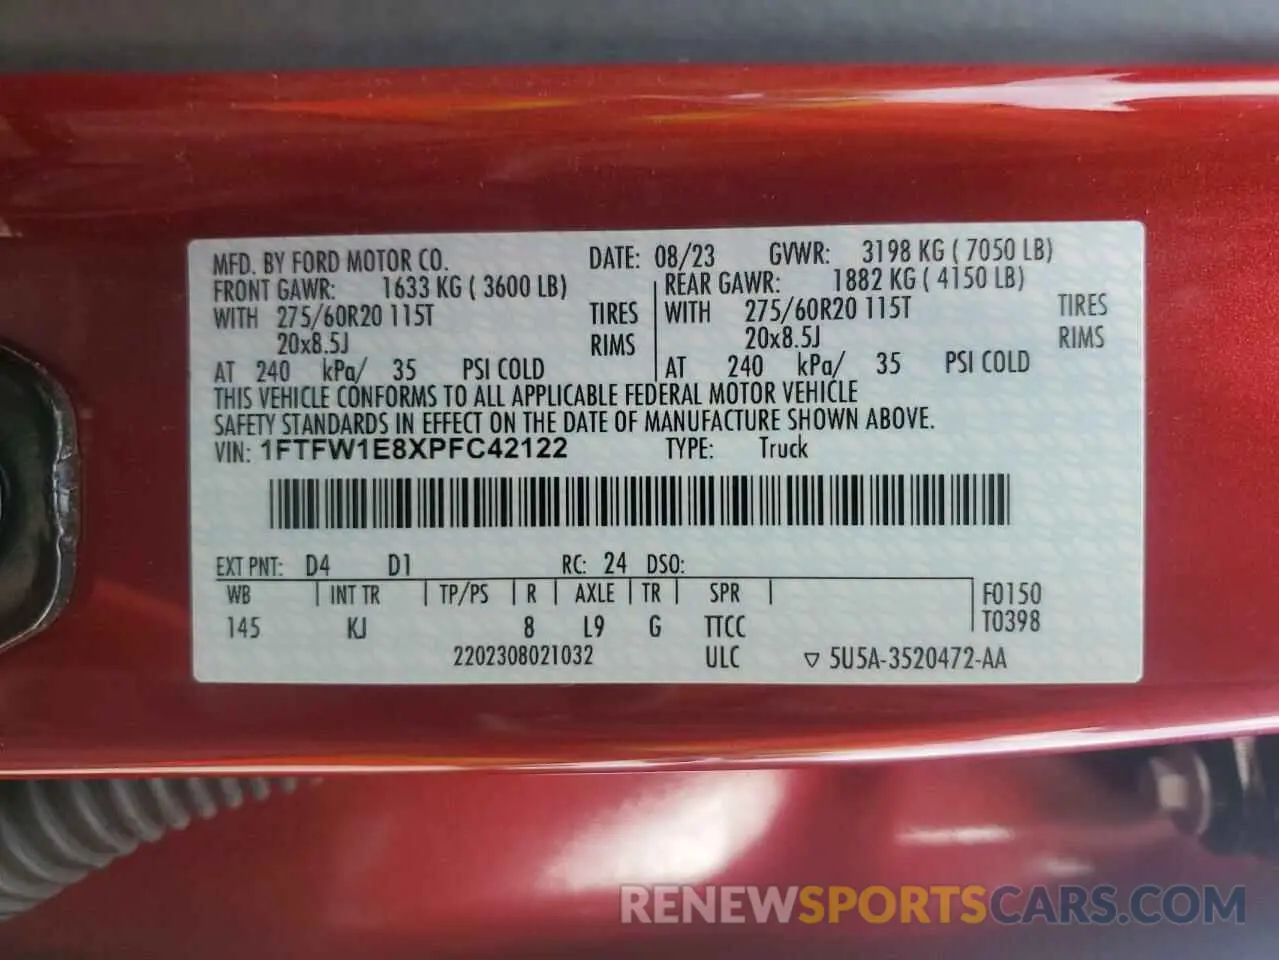 MFD. BY FORD MOTOR CO. DATE: 08/23 GVWR: 3198 KG ( 7050 LB)
FRONT GAWR: 1633 KG ( 3600 LB) REAR GAWR: 1882 KG ( 4150 LB)
WITH 275/60R20 115T TIRES WITH 275/60R20 115T TIRES
20x8.5J RIMS 20x8.5J RIMS
AT 240 kPa/ 35 PSI COLD AT 240 kPa/ 35 PSI COLD
THIS VEHICLE CONFORMS TO ALL APPLICABLE FEDERAL MOTOR VEHICLE
SAFETY STANDARDS IN EFFECT ON THE DATE OF MANUFACTURE SHOWN ABOVE.
VIN: 1FTFW1E8XPFC42122 TYPE: Truck
EXT PNT: D4 D1 RC: 24 DSO:
WB INT TR TP/PS R AXLE TR SPR F0150
145 KJ 8 L9 G TTCC T0398
2202308021032 ULC ▽ 5U5A-3520472-AA
RENEWSPORTSCARS.COM